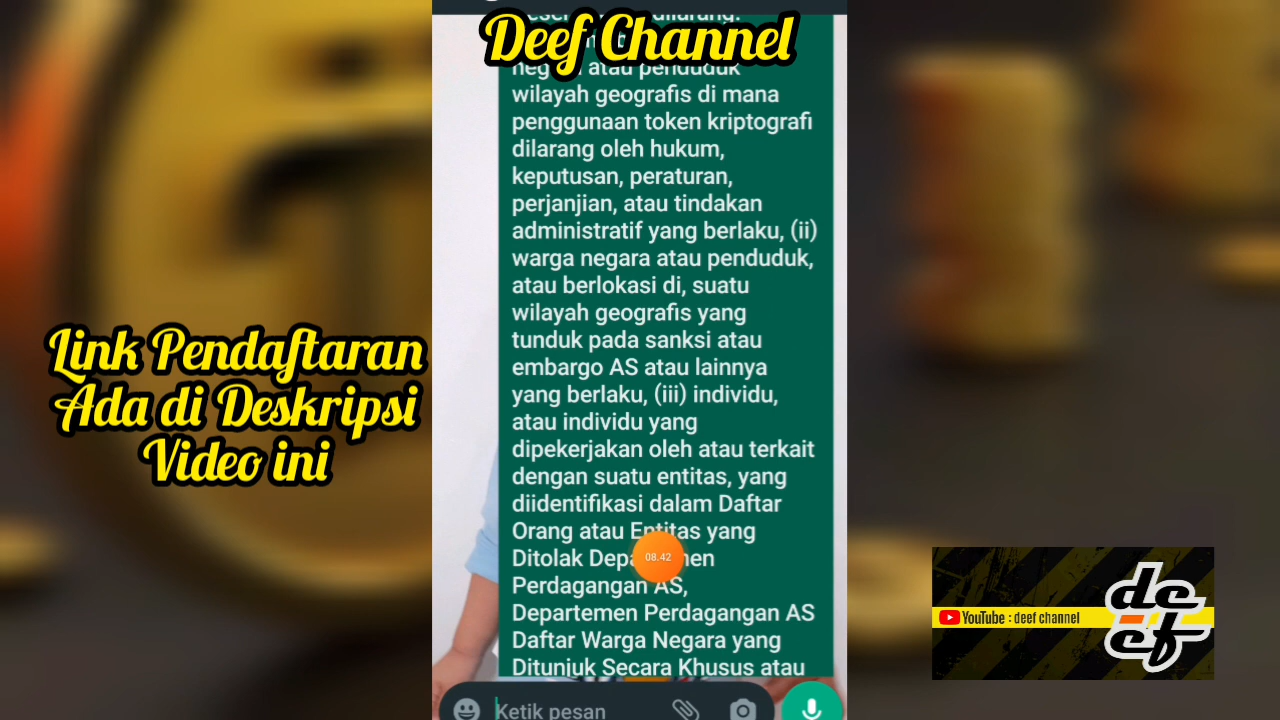 Deef Channel
dilarang:
atau penduduk
wilayah geografis di mana
penggunaan token kriptografi
dilarang oleh hukum,
keputusan, peraturan,
perjanjian, atau tindakan
administratif yang berlaku, (ii)
warga negara atau penduduk,
atau berlokasi di, suatu
wilayah geografis yang
tunduk pada sanksi atau
embargo AS atau lainnya
yang berlaku, (iii) individu,
atau individu yang
dipekerjakan oleh atau terkait
dengan suatu entitas, yang
diidentifikasi dalam Daftar
Orang atau Entitas yang
08.42
Ditolak
Perdagangan AS,
Departemen Perdagangan AS
Daftar Warga Negara yang
Ditunjuk Secara Khusus atau
Ketik pesan
Link Pendaftaran
Ada di Deskripsi
Video ini
YouTube : deef channel
de
ef